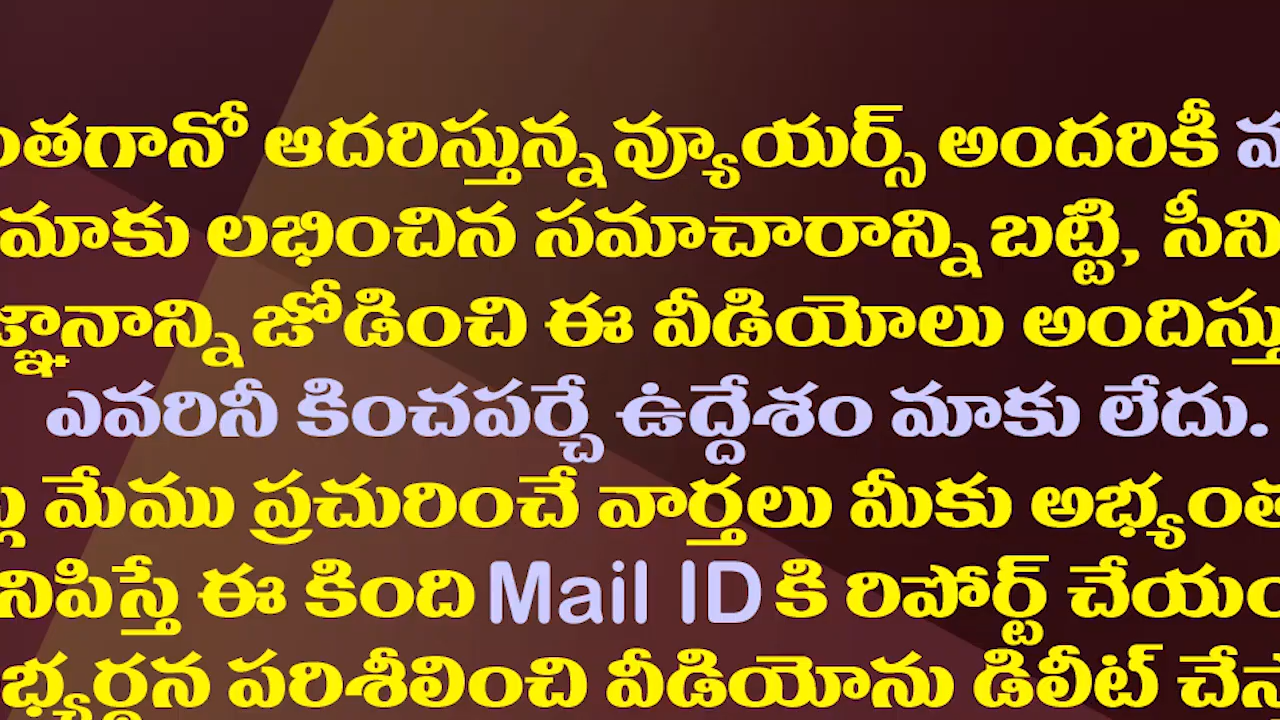 ంతగానో ఆదరిస్తున్న వ్యూయర్స్ అందరికీ
మాకు లభించిన సమాచారాన్ని బట్టి, సీని
జ్ఞానాన్ని జోడించి ఈ వీడియోలు అందిస్తు
ఎవరినీ కించపర్చే ఉద్దేశం మాకు లేదు.
మేము ప్రచురించే వార్తలు మీకు అభ్యంత
నిపిస్తే ఈ కింది Mail ID కి రిపోర్ట్ చేయం
భ్యర్థన పరిశీలించి వీడియోను డిలీట్ చేస